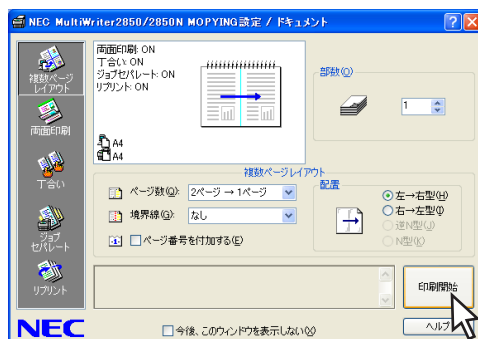 NEC MultiWriter2850/2850N MOPYING設定 / ドキュメント
複数ページ
レイアウト
両面印刷
丁合い
ジョブ
セパレート
リプリント
両面印刷: ON
丁合い: ON
ジョブセパレート: ON
リプリント: ON
A4
A4
部数(O)
1
複数ページレイアウト
ページ数(Q):
2ページ → 1ページ
境界線(G):
なし
ページ番号を付加する(E)
配置
左→右型(H)
右→左型(I)
逆N型(J)
N型(K)
印刷開始
NEC
今後、このウィンドウを表示しない(X)
ヘルプ